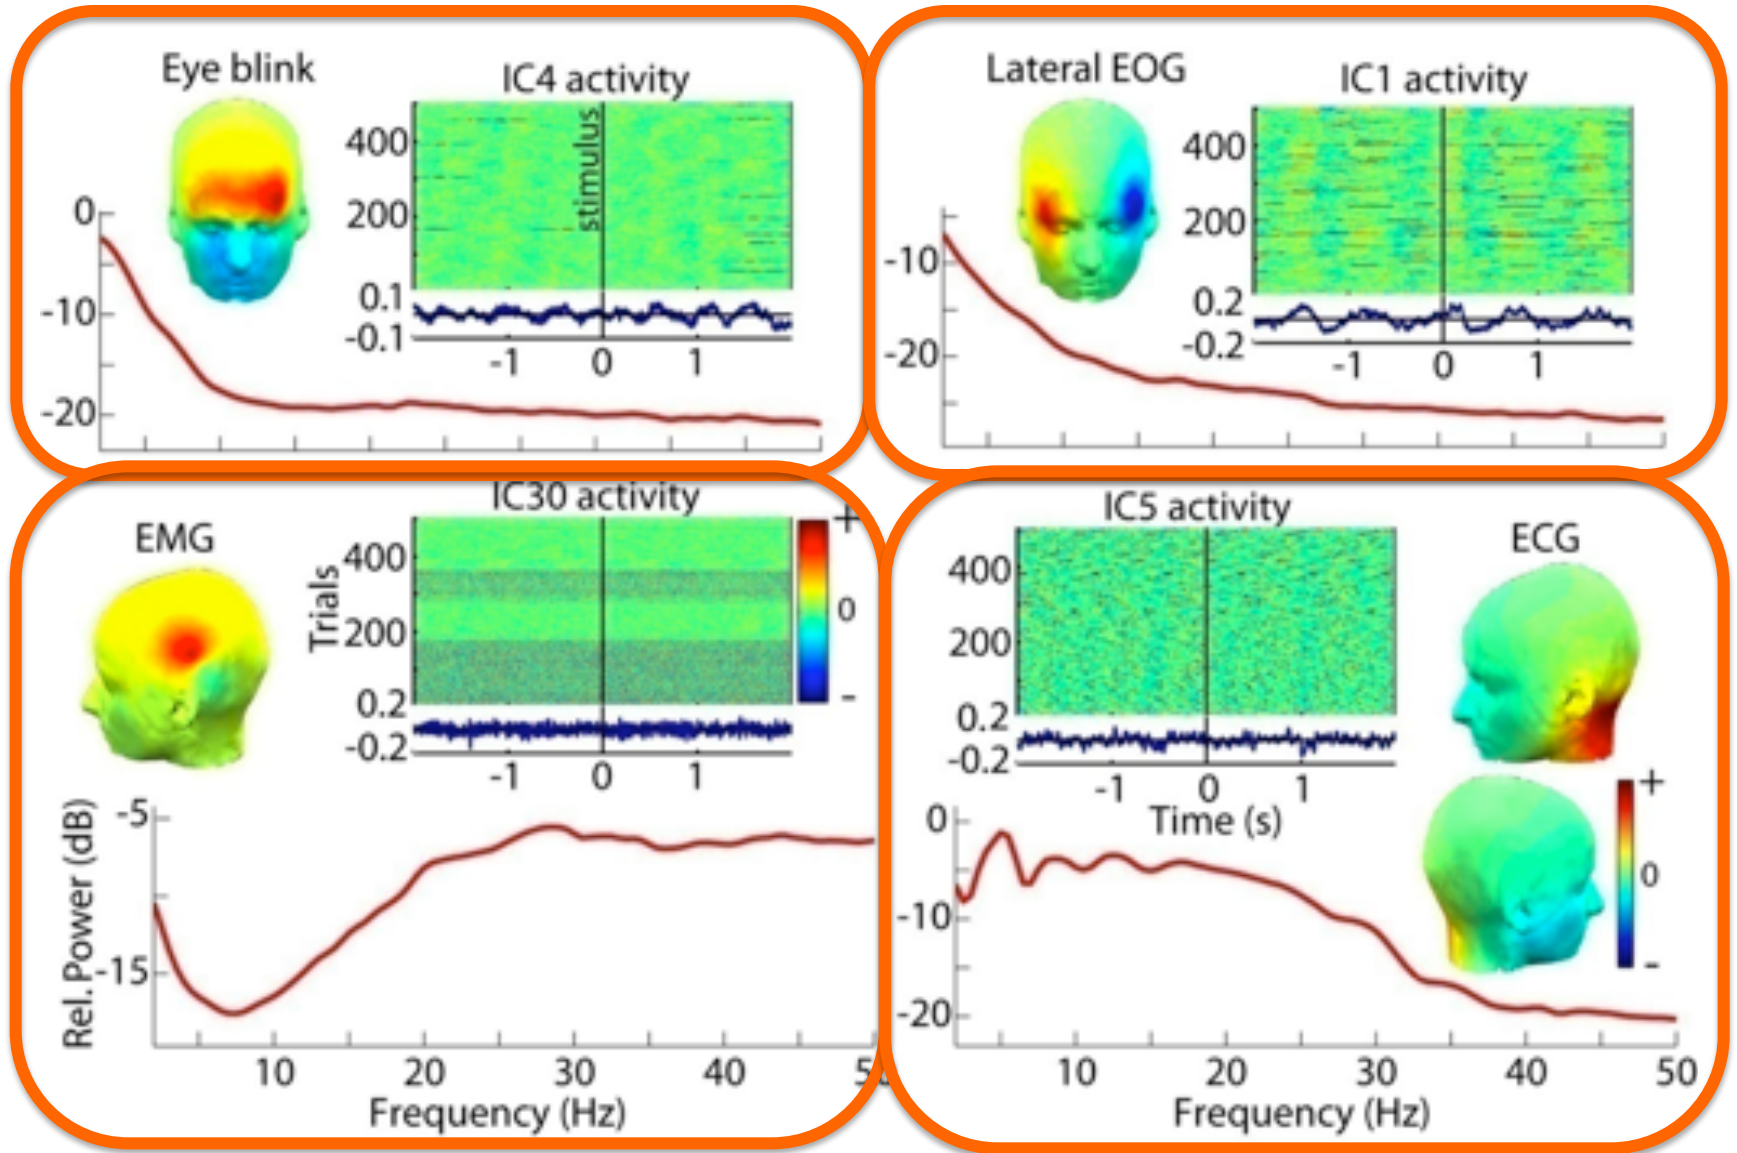 Eye blink
IC4 activity
stimulus
400
200
0.1
-0.1
-1 0 1
0
-10
-20
Lateral EOG
IC1 activity
400
200
0.2
-0.2
-1 0 1
-10
-20
EMG
IC30 activity
Trials
400
200
0.2
-0.2
-1 0 1
+
0
-
Rel. Power (dB)
-5
-15
10 20 30 40 5
Frequency (Hz)
IC5 activity
ECG
400
200
0.2
-0.2
-1 0 1
Time (s)
+
0
-
0
-10
-20
10 20 30 40 50
Frequency (Hz)